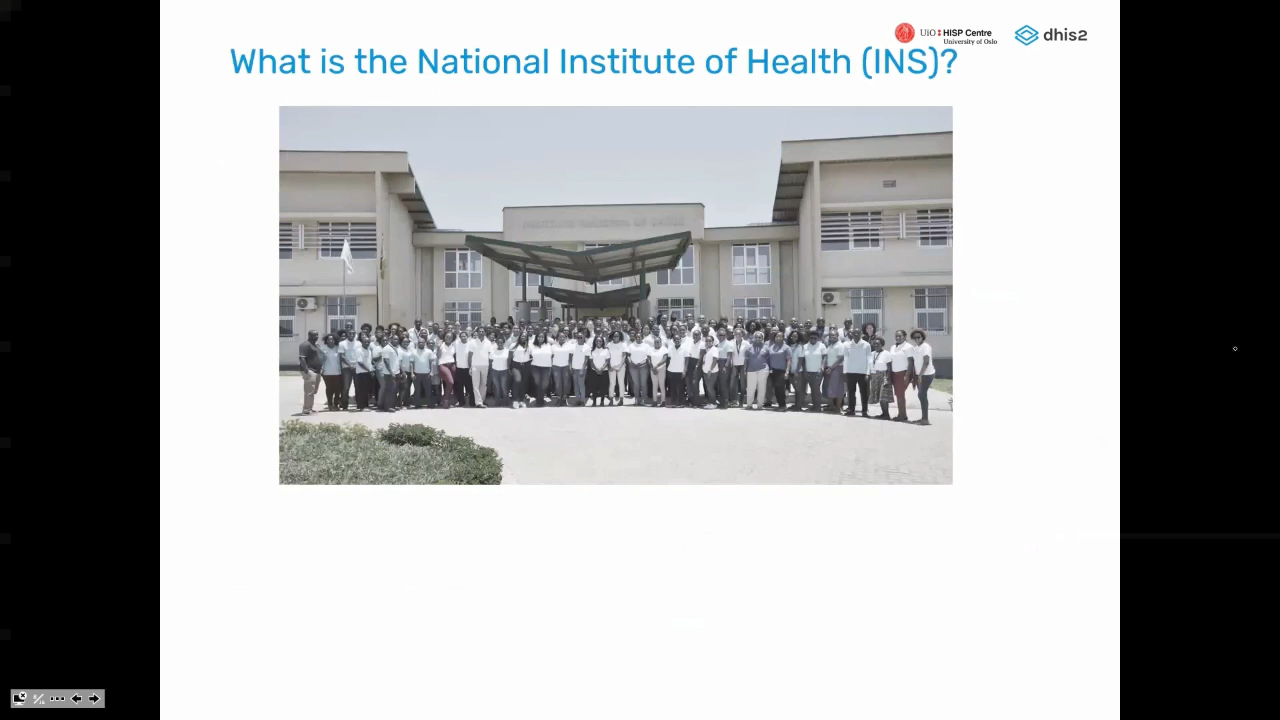 UiO HISP Centre
University of Oslo
dhis2
What is the National Institute of Health (INS)?